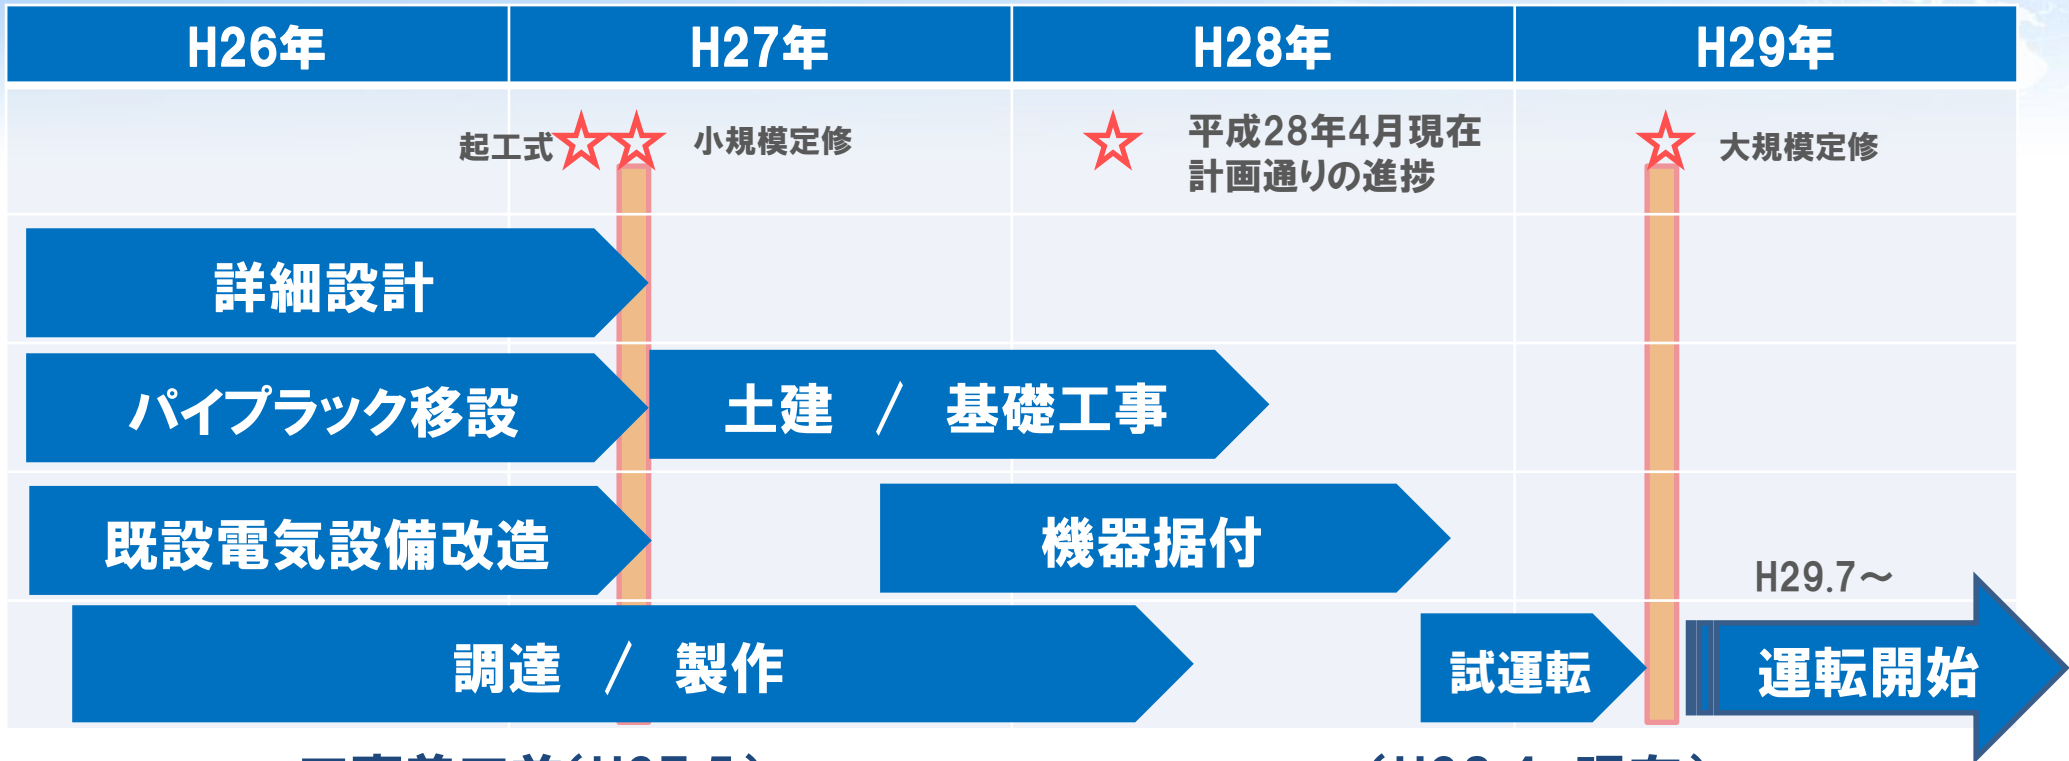 H26年
H27年
H28年
H29年
起工式
小規模定修
平成28年4月現在
計画通りの進捗
大規模定修
詳細設計
パイプラック移設
土建 / 基礎工事
既設電気設備改造
機器据付
H29.7～
調達 / 製作
試運転
運転開始